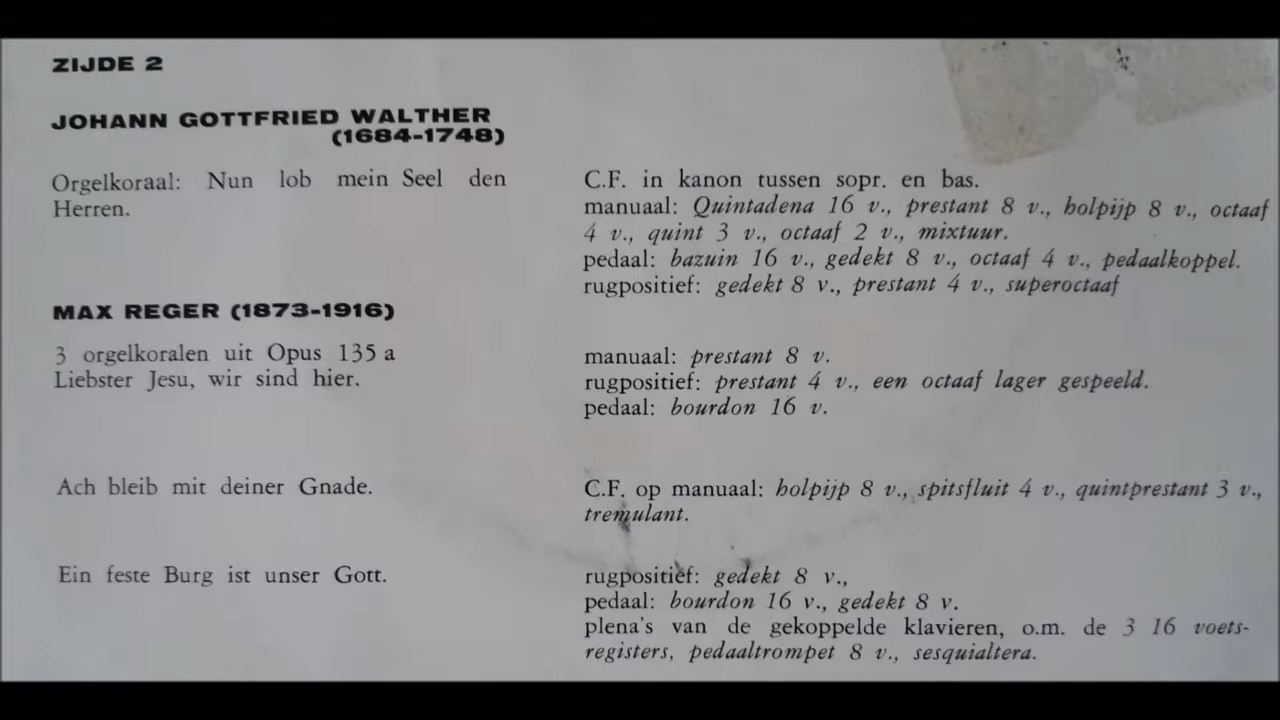 ZIJDE 2
JOHANN GOTTFRIED WALTHER
(1684-1748)
Orgelkoraal: Nun lob mein Seel den
Herren.
C.F. in kanon tussen sopr. en bas.
manuaal: Quintadena 16 v., prestant 8 v., holpijp 8 v., octaaf
4 v., quint 3 v., octaaf 2 v., mixtuur.
pedaal: bazuin 16 v., gedekt 8 v., octaaf 4 v., pedaalkoppel.
rugpositief: gedekt 8 v., prestant 4 v., superoctaaf
MAX REGER (1873-1916)
3 orgelkoralen uit Opus 135 a
Liebster Jesu, wir sind hier.
manuaal: prestant 8 v.
rugpositief: prestant 4 v., een octaaf lager gespeeld.
pedaal: bourdon 16 v.
Ach bleib mit deiner Gnade.
C.F. op manuaal: holpijp 8 v., spitsfluit 4 v., quintprestant 3 v.,
tremulant.
Ein feste Burg ist unser Gott.
rugpositief: gedekt 8 v.,
pedaal: bourdon 16 v., gedekt 8 v.
plena's van de gekoppelde klavieren, o.m. de 3 16 voets-
registers, pedaaltrompet 8 v., sesquialtera.